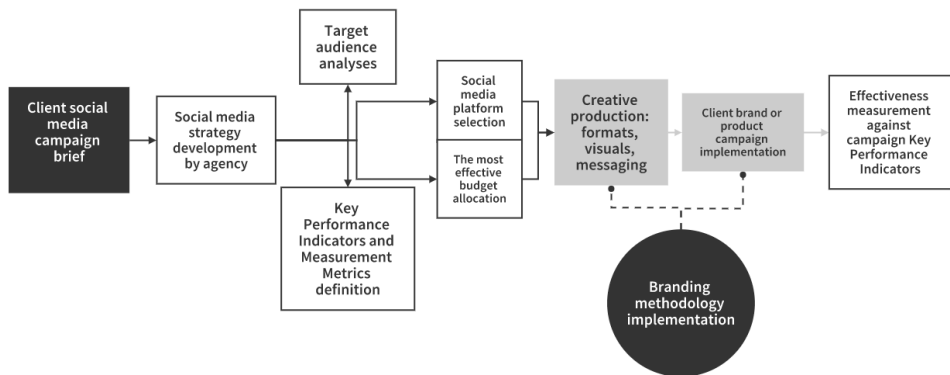 Client social
media
campaign
brief
Social media
strategy
development
by agency
Target
audience
analyses
Key
Performance
Indicators and
Measurement
Metrics
definition
Social
media
platform
selection
The most
effective
budget
allocation
Creative
production:
formats,
visuals,
messaging
Client brand or
product
campaign
implementation
Effectiveness
measurement
against
campaign Key
Performance
Indicators
Branding
methodology
implementation